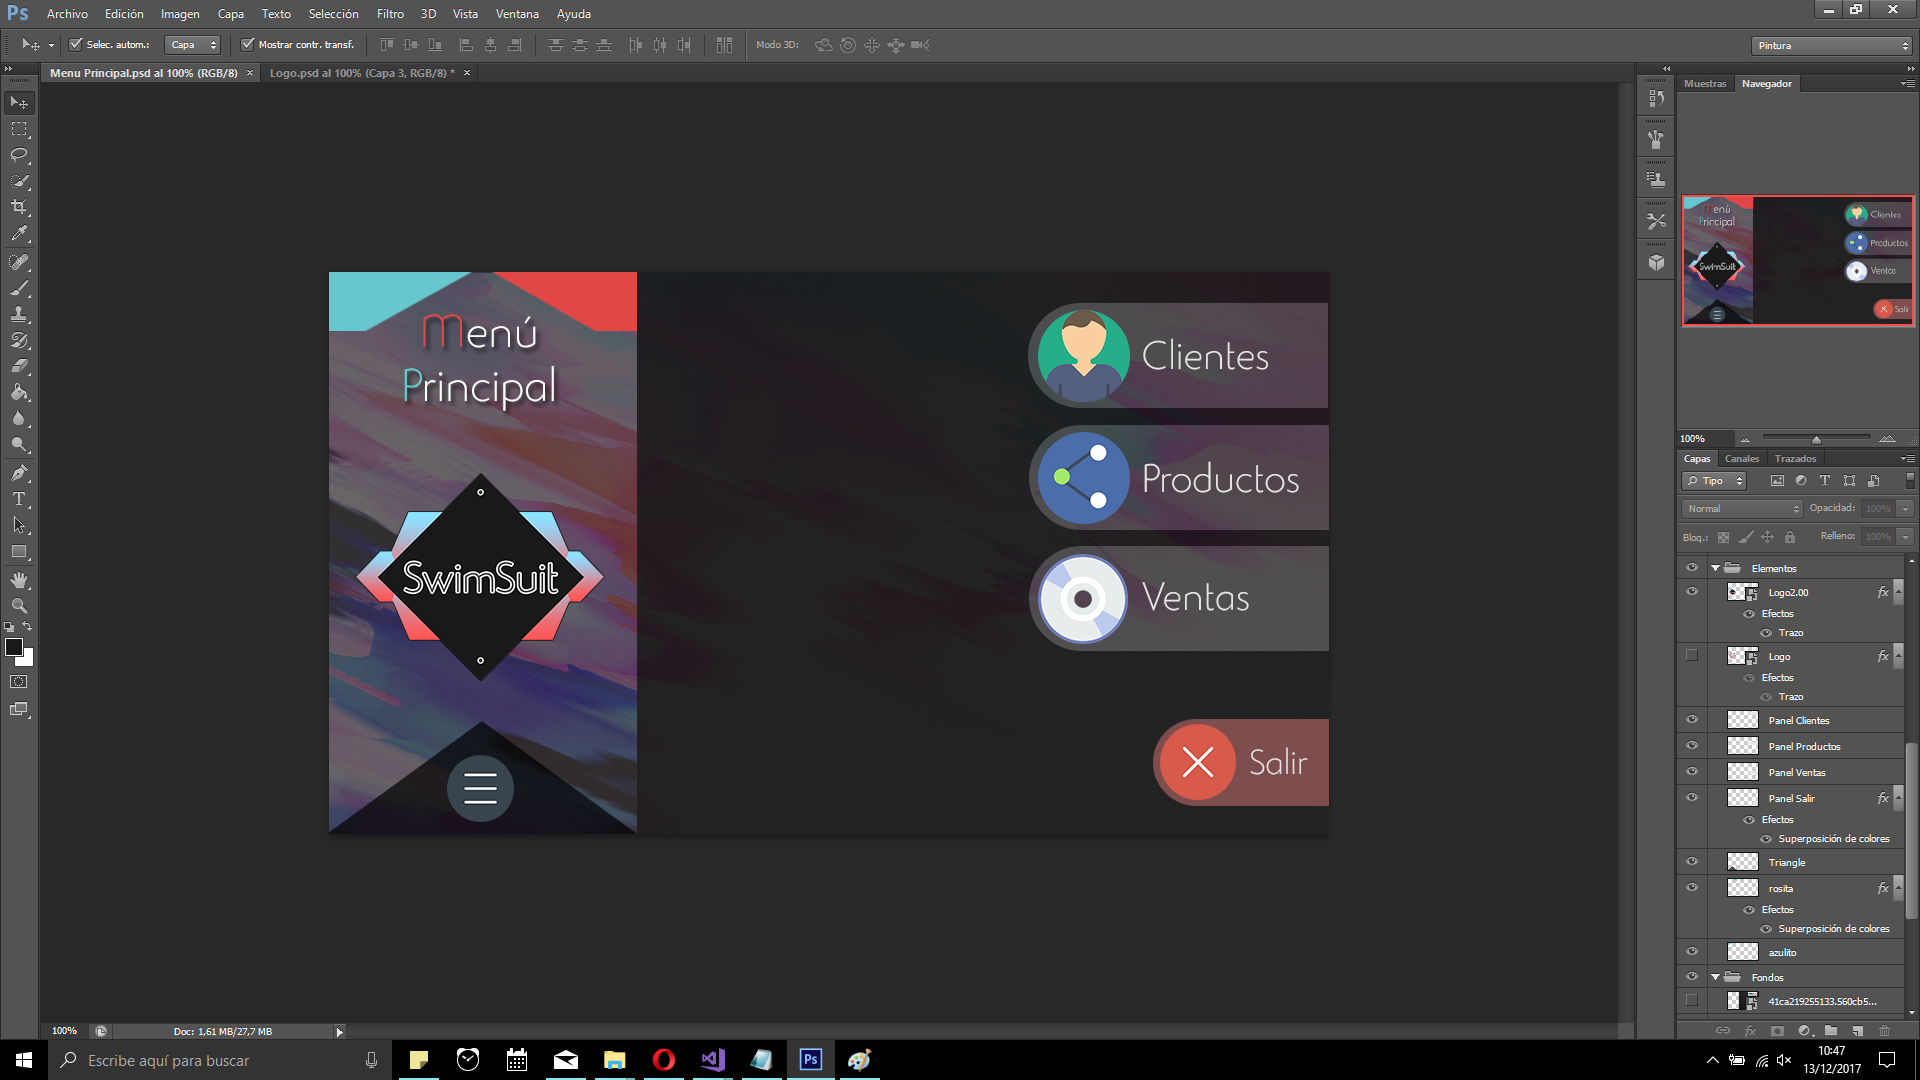 Ps Archivo Edición Imagen Capa Texto Selección Filtro 3D Vista Ventana Ayuda
Selec. autom.: Capa Mostrar contr. transf. Modo 3D: Pintura
Menu Principal.psd al 100% (RGB/8) × Logo.psd al 100% (Capa 3, RGB/8) * ×
Muestras Navegador
Menú
Principal
SwimSuit
Clientes
Productos
Ventas
Salir
Menú
Principal
SwimSuit
Clientes
Productos
Ventas
Salir
100%
Capas Canales Trazados
Tipo
Normal Opacidad: 100%
Bloq.: Relleno: 100%
Elementos
Logo2.00 fx
Efectos
Trazo
Logo fx
Efectos
Trazo
Panel Clientes
Panel Productos
Panel Ventas
Panel Salir fx
Efectos
Superposición de colores
Triangle
rosita fx
Efectos
Superposición de colores
azulito
Fondos
41ca219255133.560cb5...
100% Doc: 1,61 MB/27,7 MB
Escribe aquí para buscar
Ps
10:47
13/12/2017